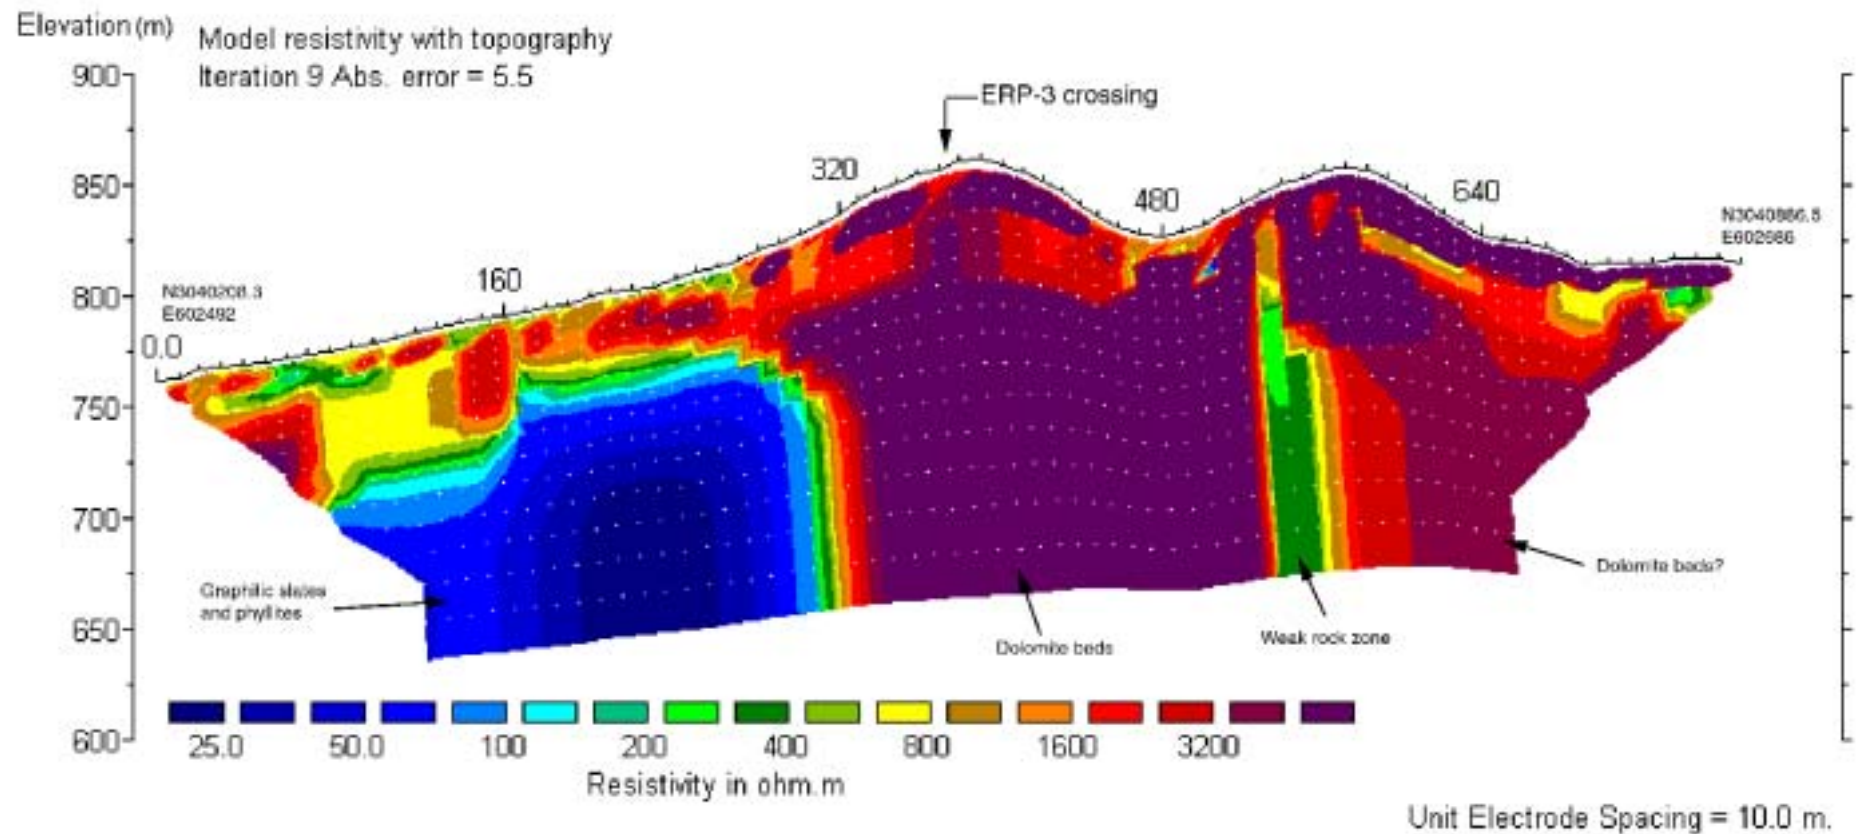 Elevation (m)
Model resistivity with topography
Iteration 9 Abs. error = 5.5
900
850
800
750
700
650
600
ERP-3 crossing
320
480
640
160
0.0
N3040208.3
E602492
N3040886.8
E602686
Graphilic slates
and phyllites
Dolomite beds
Weak rock zone
Dolomite beds?
25.0 50.0 100 200 400 800 1600 3200
Resistivity in ohm.m
Unit Electrode Spacing = 10.0 m.